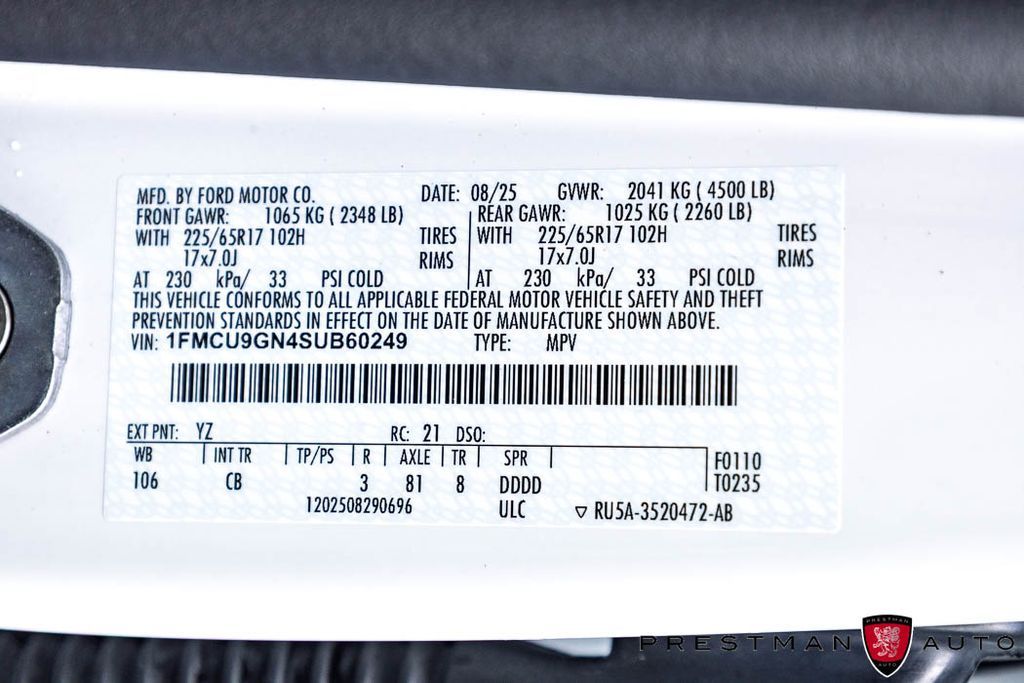 MFD. BY FORD MOTOR CO. DATE: 08/25 GVWR: 2041 KG ( 4500 LB)
FRONT GAWR: 1065 KG ( 2348 LB) REAR GAWR: 1025 KG ( 2260 LB)
WITH 225/65R17 102H TIRES WITH 225/65R17 102H TIRES
17x7.0J RIMS 17x7.0J RIMS
AT 230 kPa/ 33 PSI COLD AT 230 kPa/ 33 PSI COLD
THIS VEHICLE CONFORMS TO ALL APPLICABLE FEDERAL MOTOR VEHICLE SAFETY AND THEFT
PREVENTION STANDARDS IN EFFECT ON THE DATE OF MANUFACTURE SHOWN ABOVE.
VIN: 1FMCU9GN4SUB60249 TYPE: MPV
EXT PNT: YZ RC: 21 DSO:
WB INT TR TP/PS R AXLE TR SPR F0110
106 CB 3 81 8 DDDD T0235
1202508290696 ULC ▽ RU5A-3520472-AB
PRESTMAN PRESTMAN AUTO AUTO